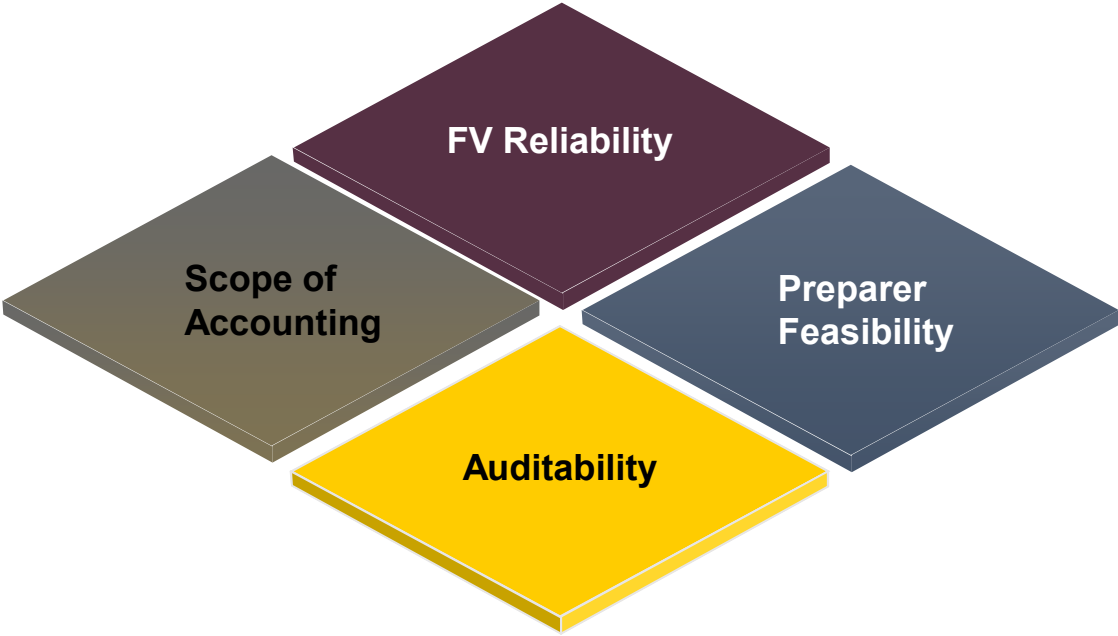 FV Reliability
Scope of
Accounting
Preparer
Feasibility
Auditability